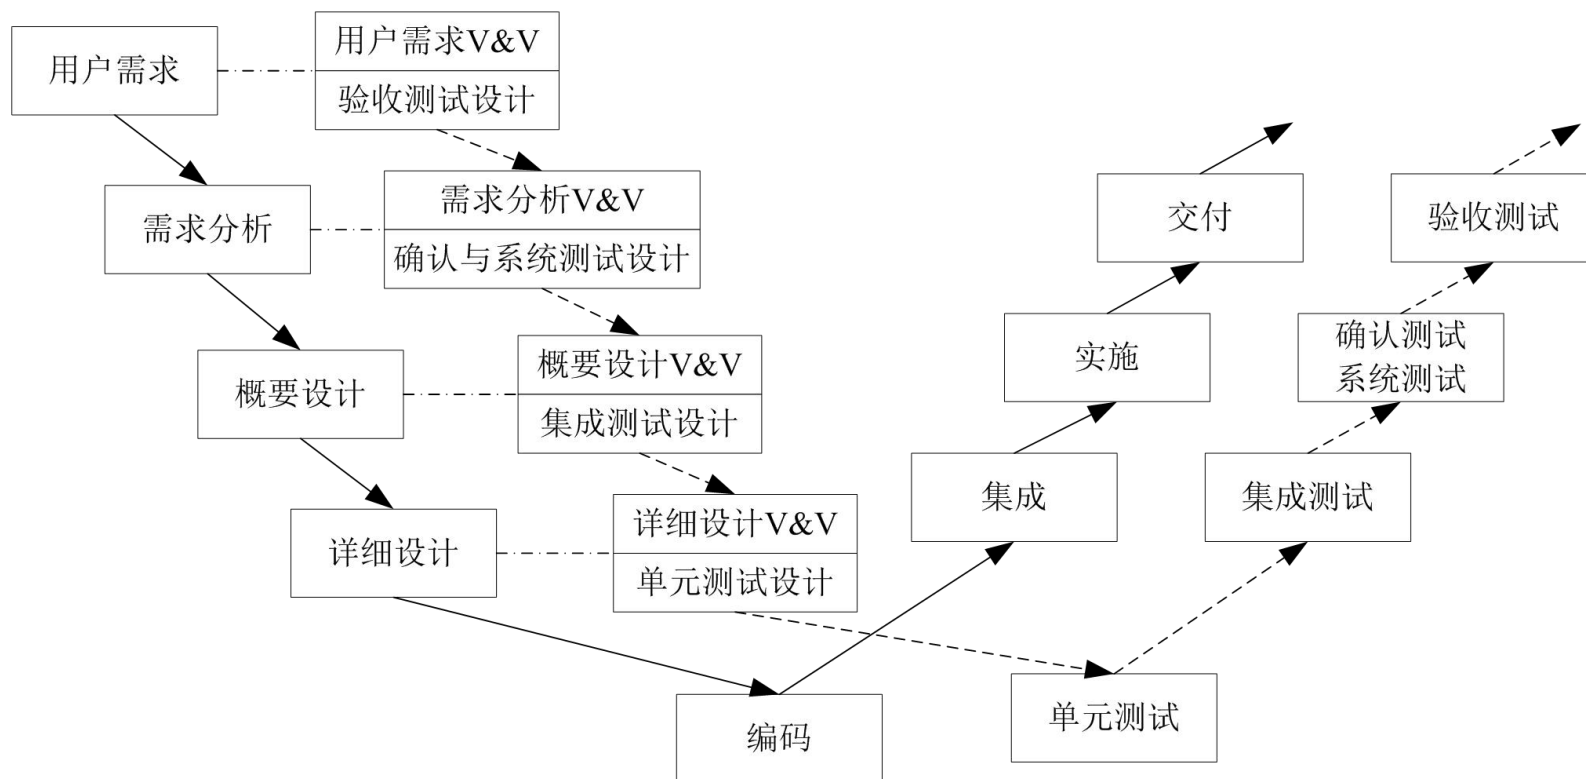 用户需求
用户需求V&V
验收测试设计
需求分析
需求分析V&V
确认与系统测试设计
交付
验收测试
概要设计
概要设计V&V
集成测试设计
实施
确认测试
系统测试
详细设计
详细设计V&V
单元测试设计
集成
集成测试
编码
单元测试